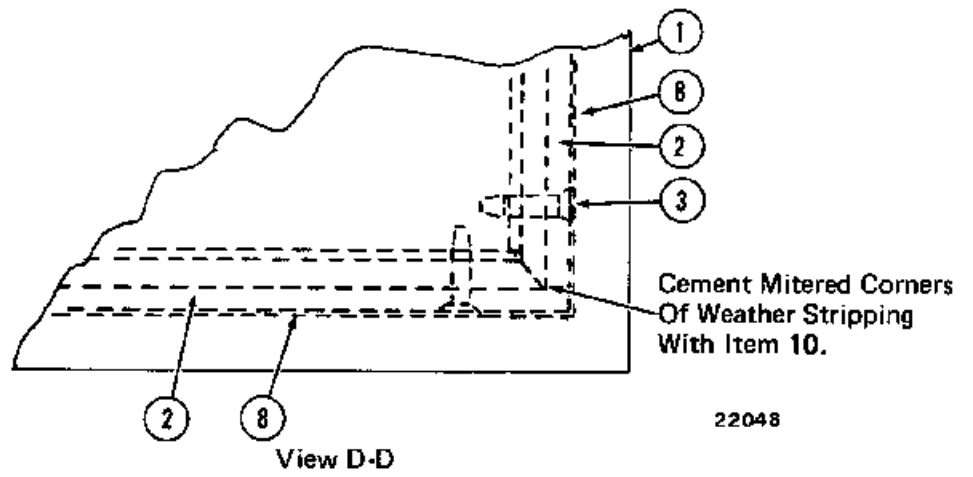 1
8
2
3
Cement Mitered Corners
Of Weather Stripping
With Item 10.
2
8
22048
View D-D